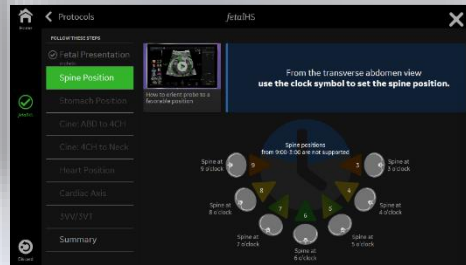 Protocols
fetalHS
FOLLOW THESE STEPS
Fetal Presentation
Spine Position
Stomach Position
Cine: ABD to 4CH
Cine: 4CH to Neck
Heart Position
Cardiac Axis
3VV/3VT
Summary
fetalHS
How to orient probe to a
favorable position
From the transverse abdomen view
use the clock symbol to set the spine position.
Spine positions
from 9:00-3:00 are not supported
Spine at
9 o'clock
9
3
Spine at
3 o'clock
Spine at
8 o'clock
8
4
Spine at
4 o'clock
Spine at
7 o'clock
7
5
Spine at
5 o'clock
6
Spine at
6 o'clock